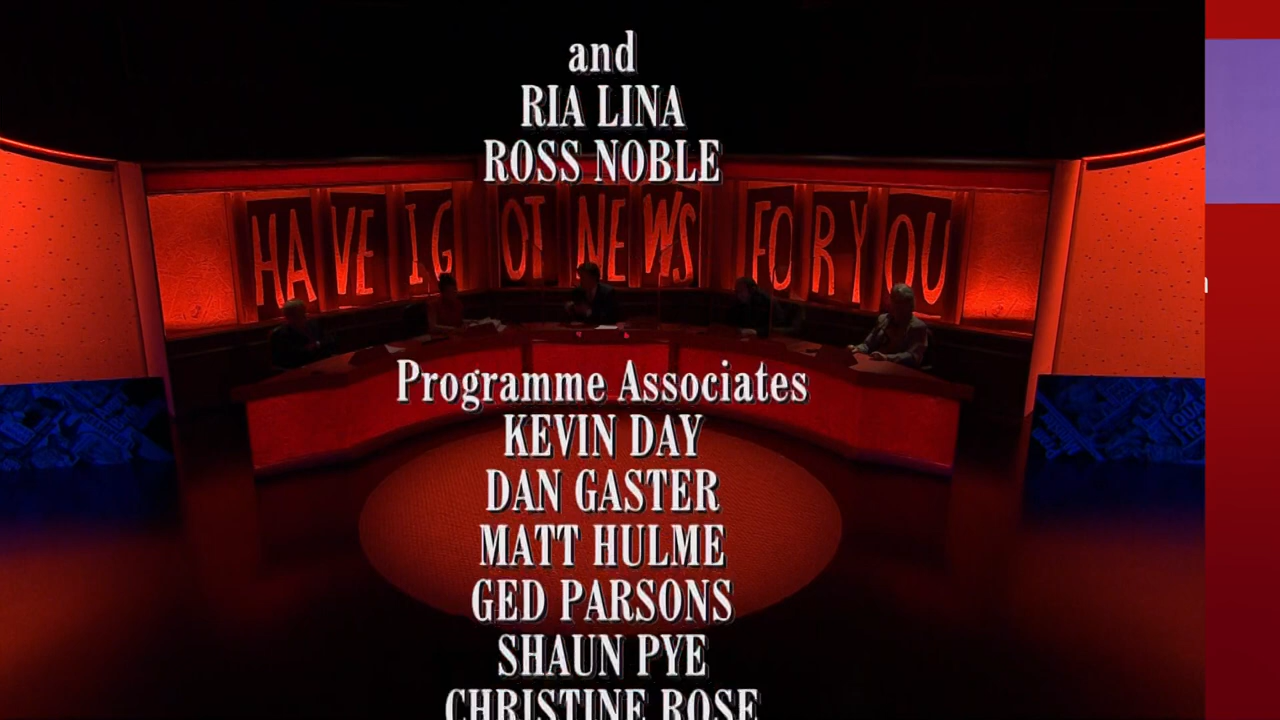 and
RIA LINA
ROSS NOBLE
HAVE I GOT NEWS FOR YOU
Programme Associates
KEVIN DAY
DAN GASTER
MATT HULME
GED PARSONS
SHAUN PYE
CHRISTINE ROSE